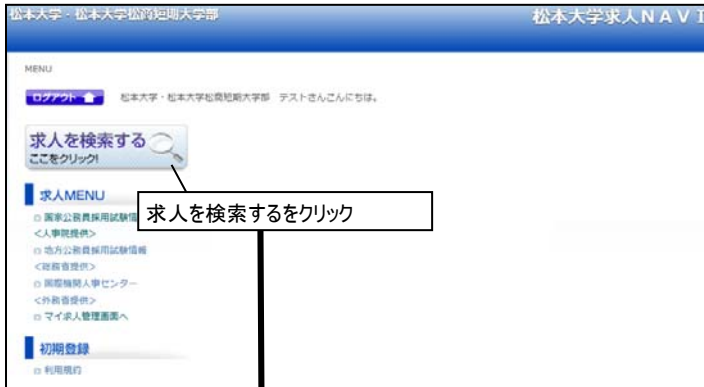 松本大学・松本大学松商短期大学部
松本大学求人NAVI
MENU
ログアウト
松本大学・松本大学松商短期大学部 テストさんこんにちは。
求人を検索する
ここをクリック!
求人MENU
求人を検索するをクリック
国家公務員採用試験情
<人事院提供>
地方公務員採用試験情報
<総務省提供>
国際機関人事センター
<外務省提供>
マイ求人管理画面へ
初期登録
利用規約